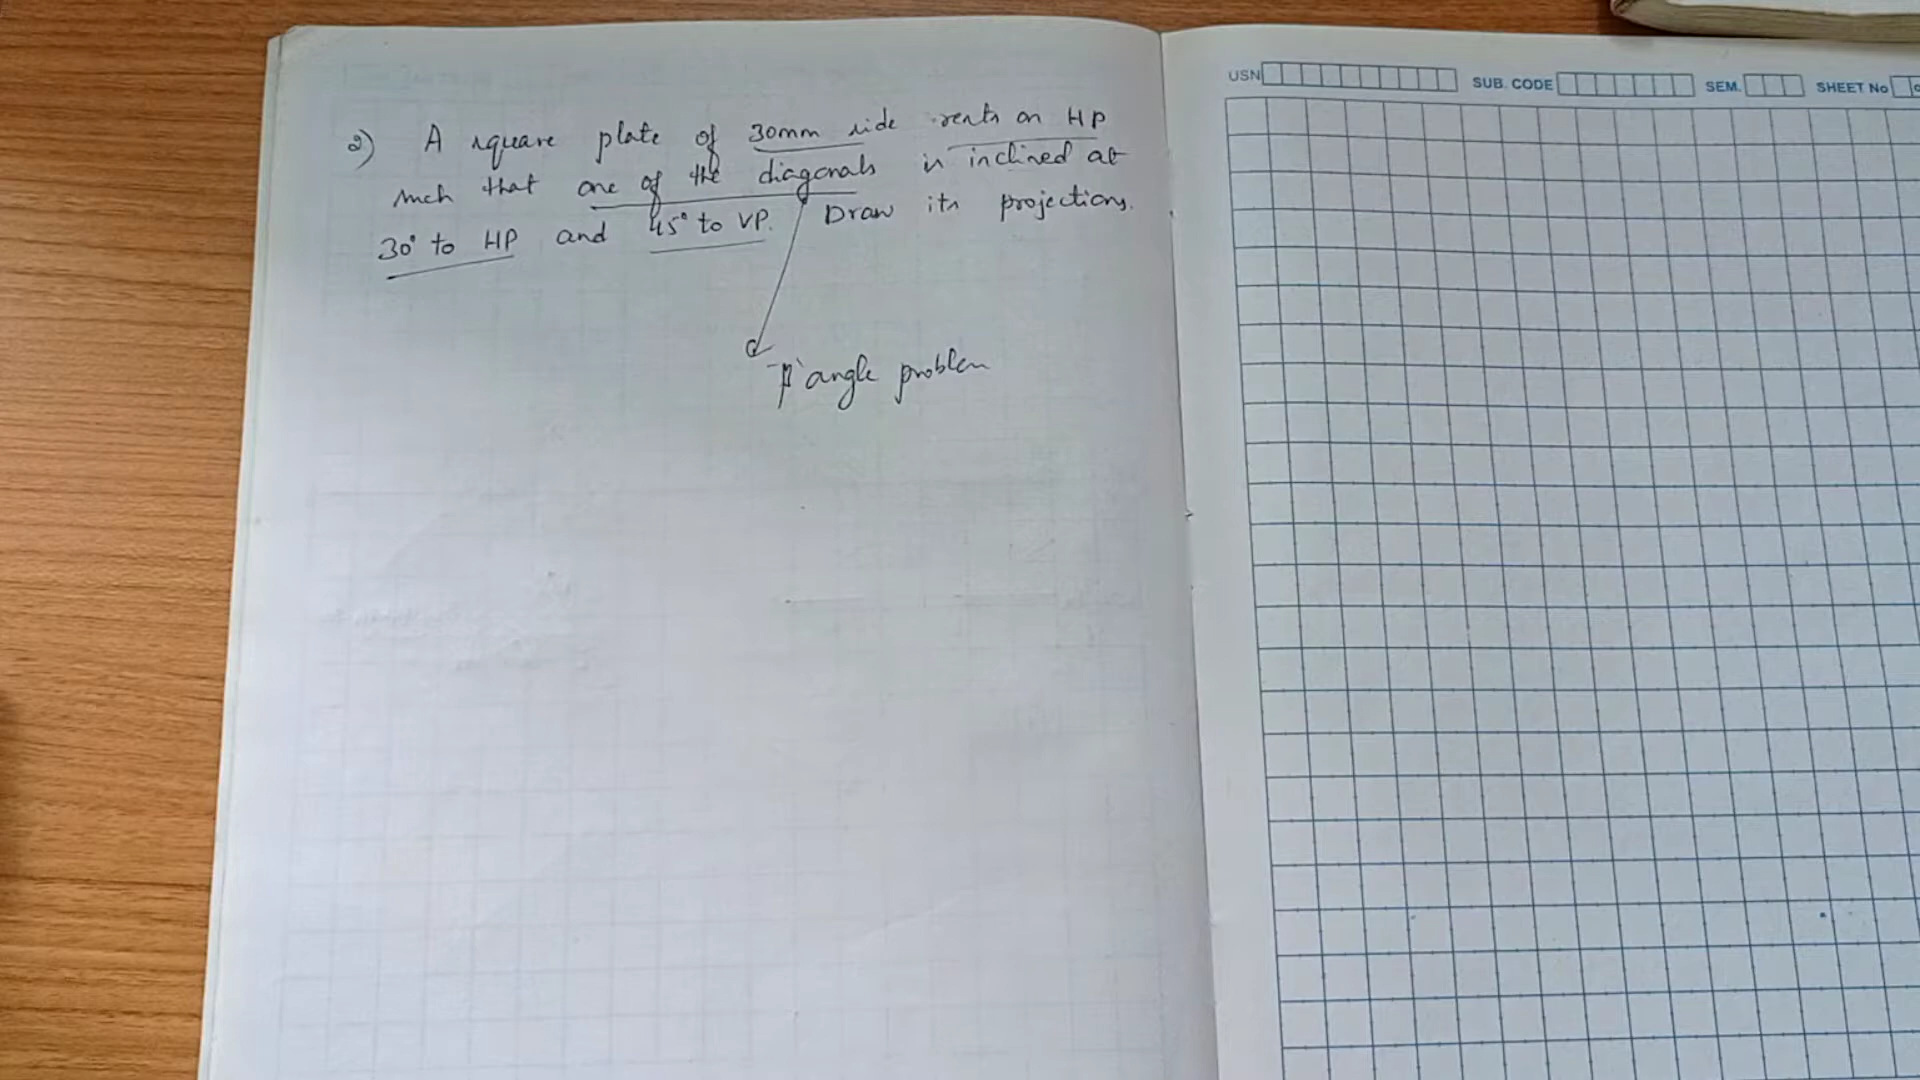 2) A square plate of 30mm side rests on HP
such that one of the diagonals is inclined at
30° to HP and 45° to VP. Draw its projections.
'β' angle problem
USN SUB. CODE SEM. SHEET No